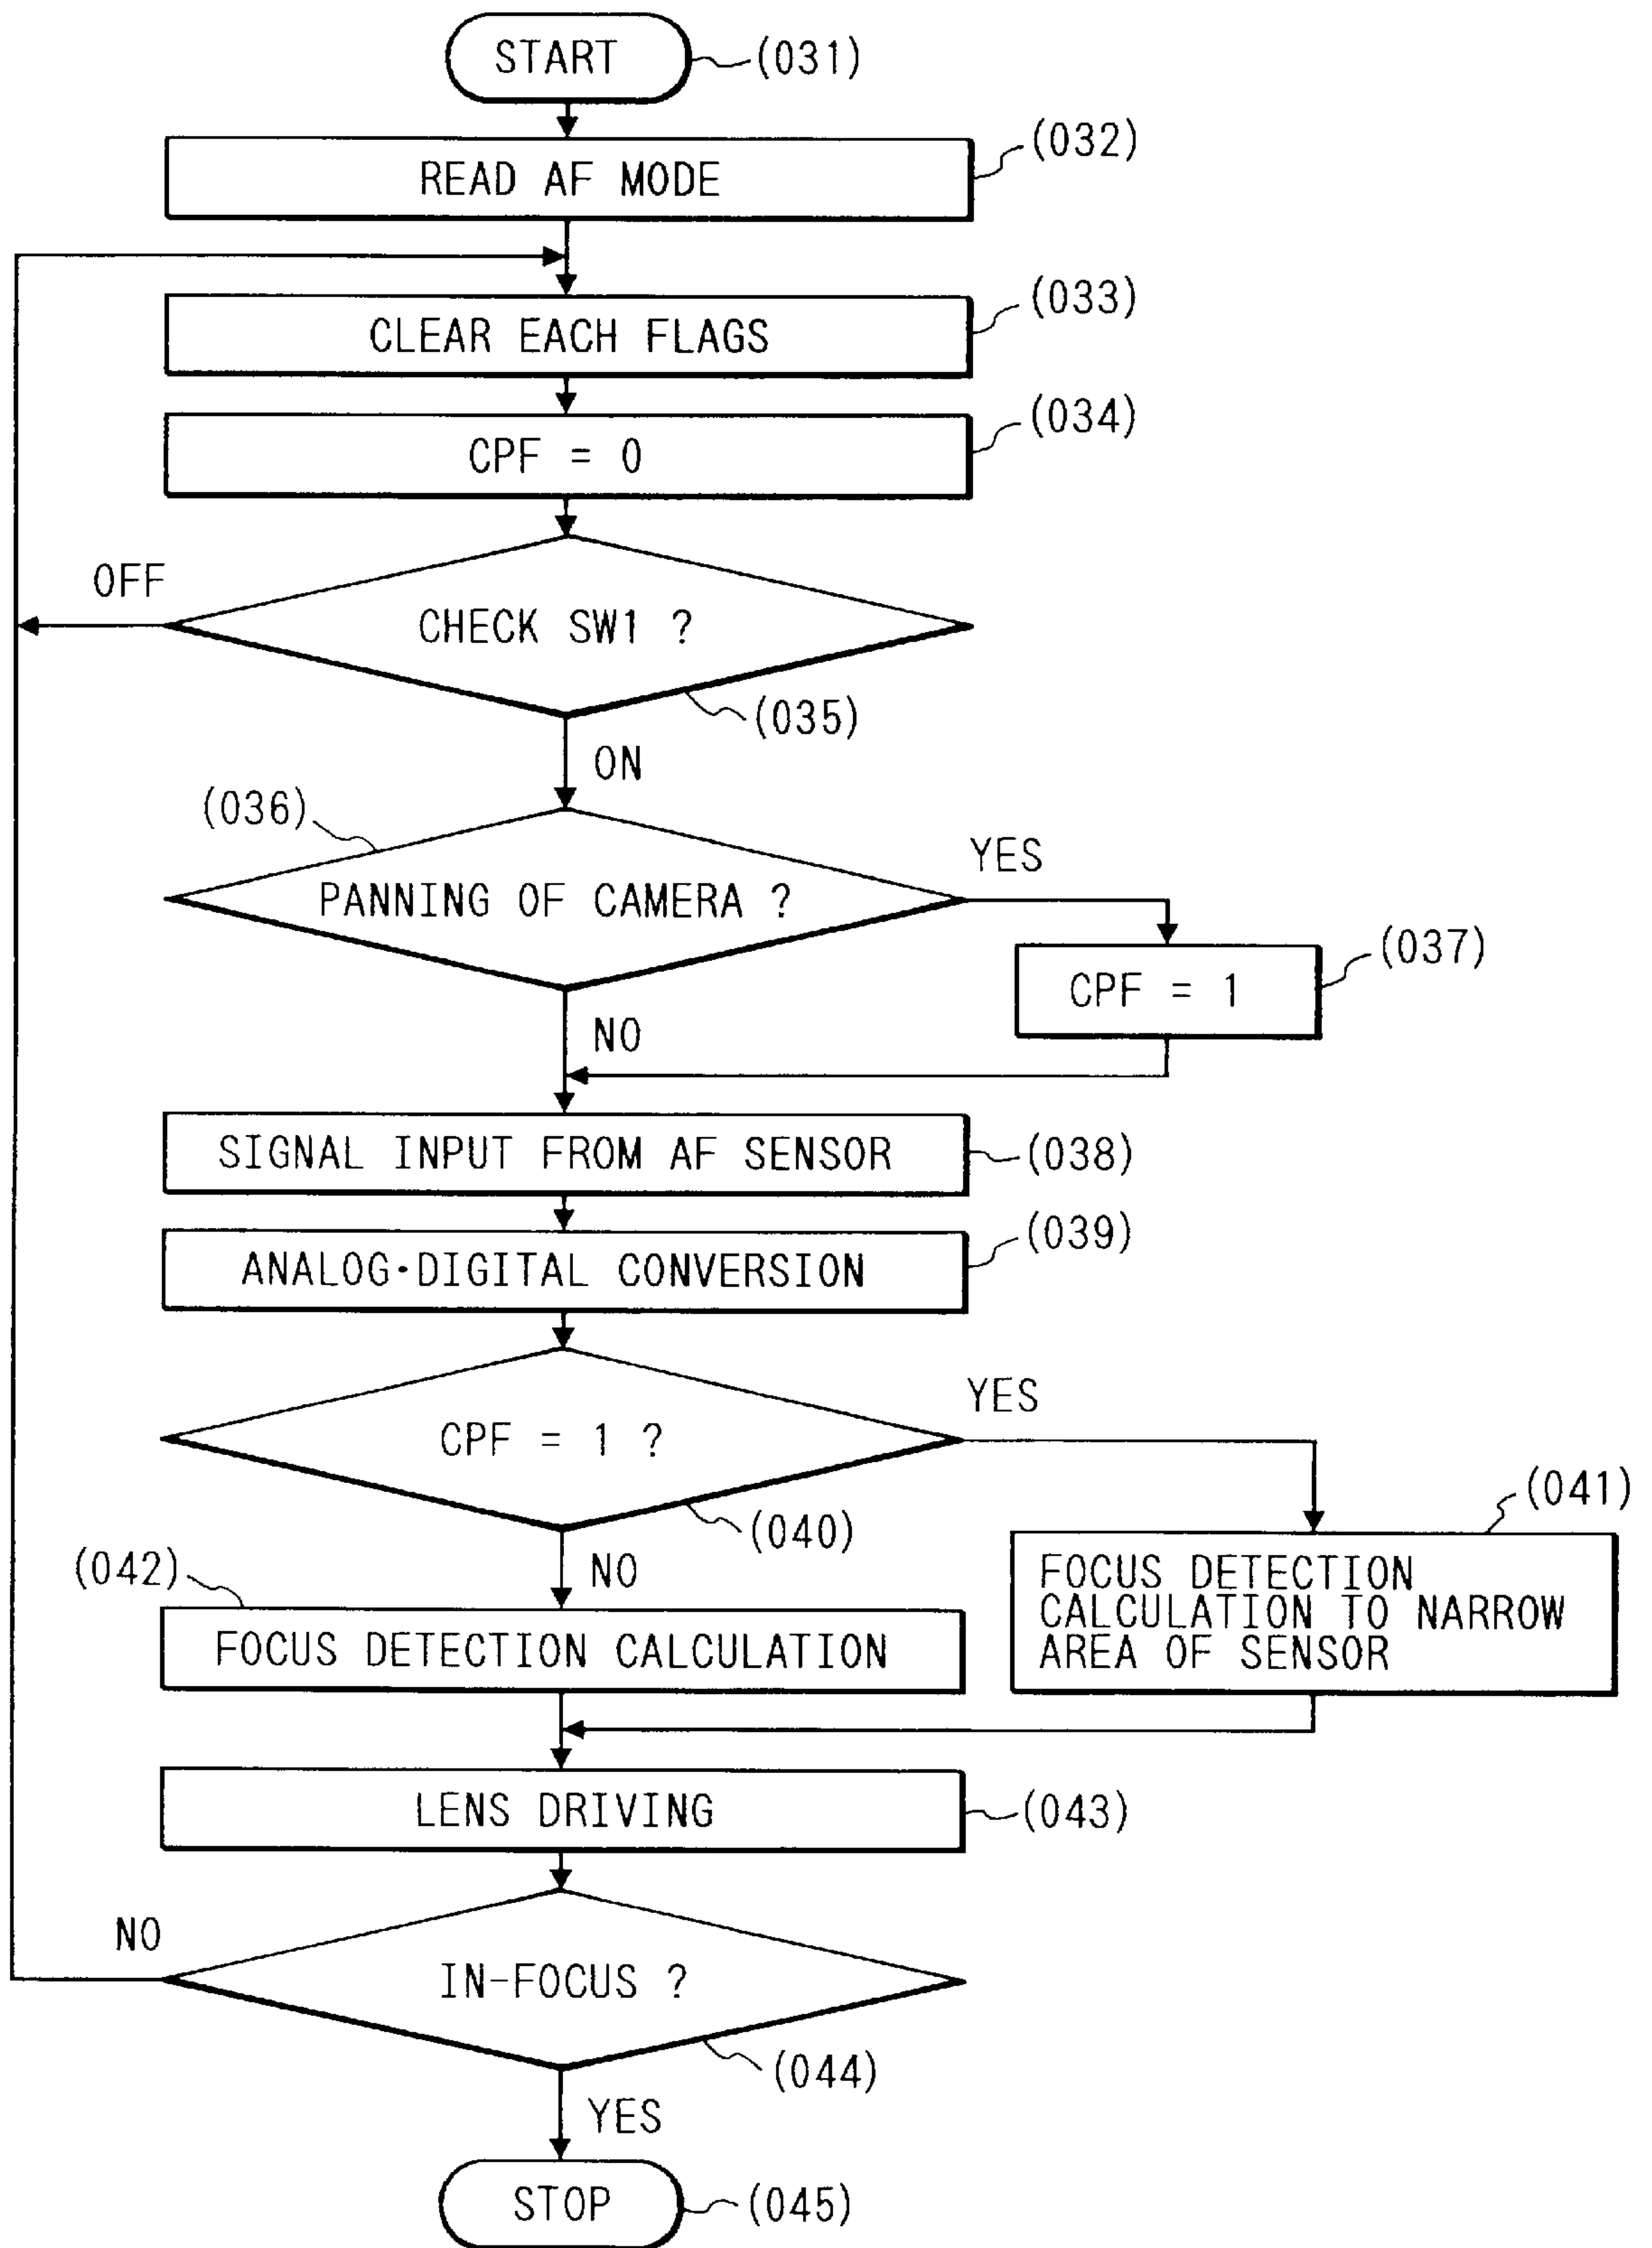 START
(031)
READ AF MODE
(032)
CLEAR EACH FLAGS
(033)
CPF = 0
(034)
OFF
CHECK SW1 ?
(035)
ON
(036)
PANNING OF CAMERA ?
YES
CPF = 1
(037)
NO
SIGNAL INPUT FROM AF SENSOR
(038)
ANALOG·DIGITAL CONVERSION
(039)
CPF = 1 ?
YES
(040)
NO
(041)
FOCUS DETECTION
CALCULATION TO NARROW
AREA OF SENSOR
(042)
FOCUS DETECTION CALCULATION
LENS DRIVING
(043)
NO
IN-FOCUS ?
(044)
YES
STOP
(045)